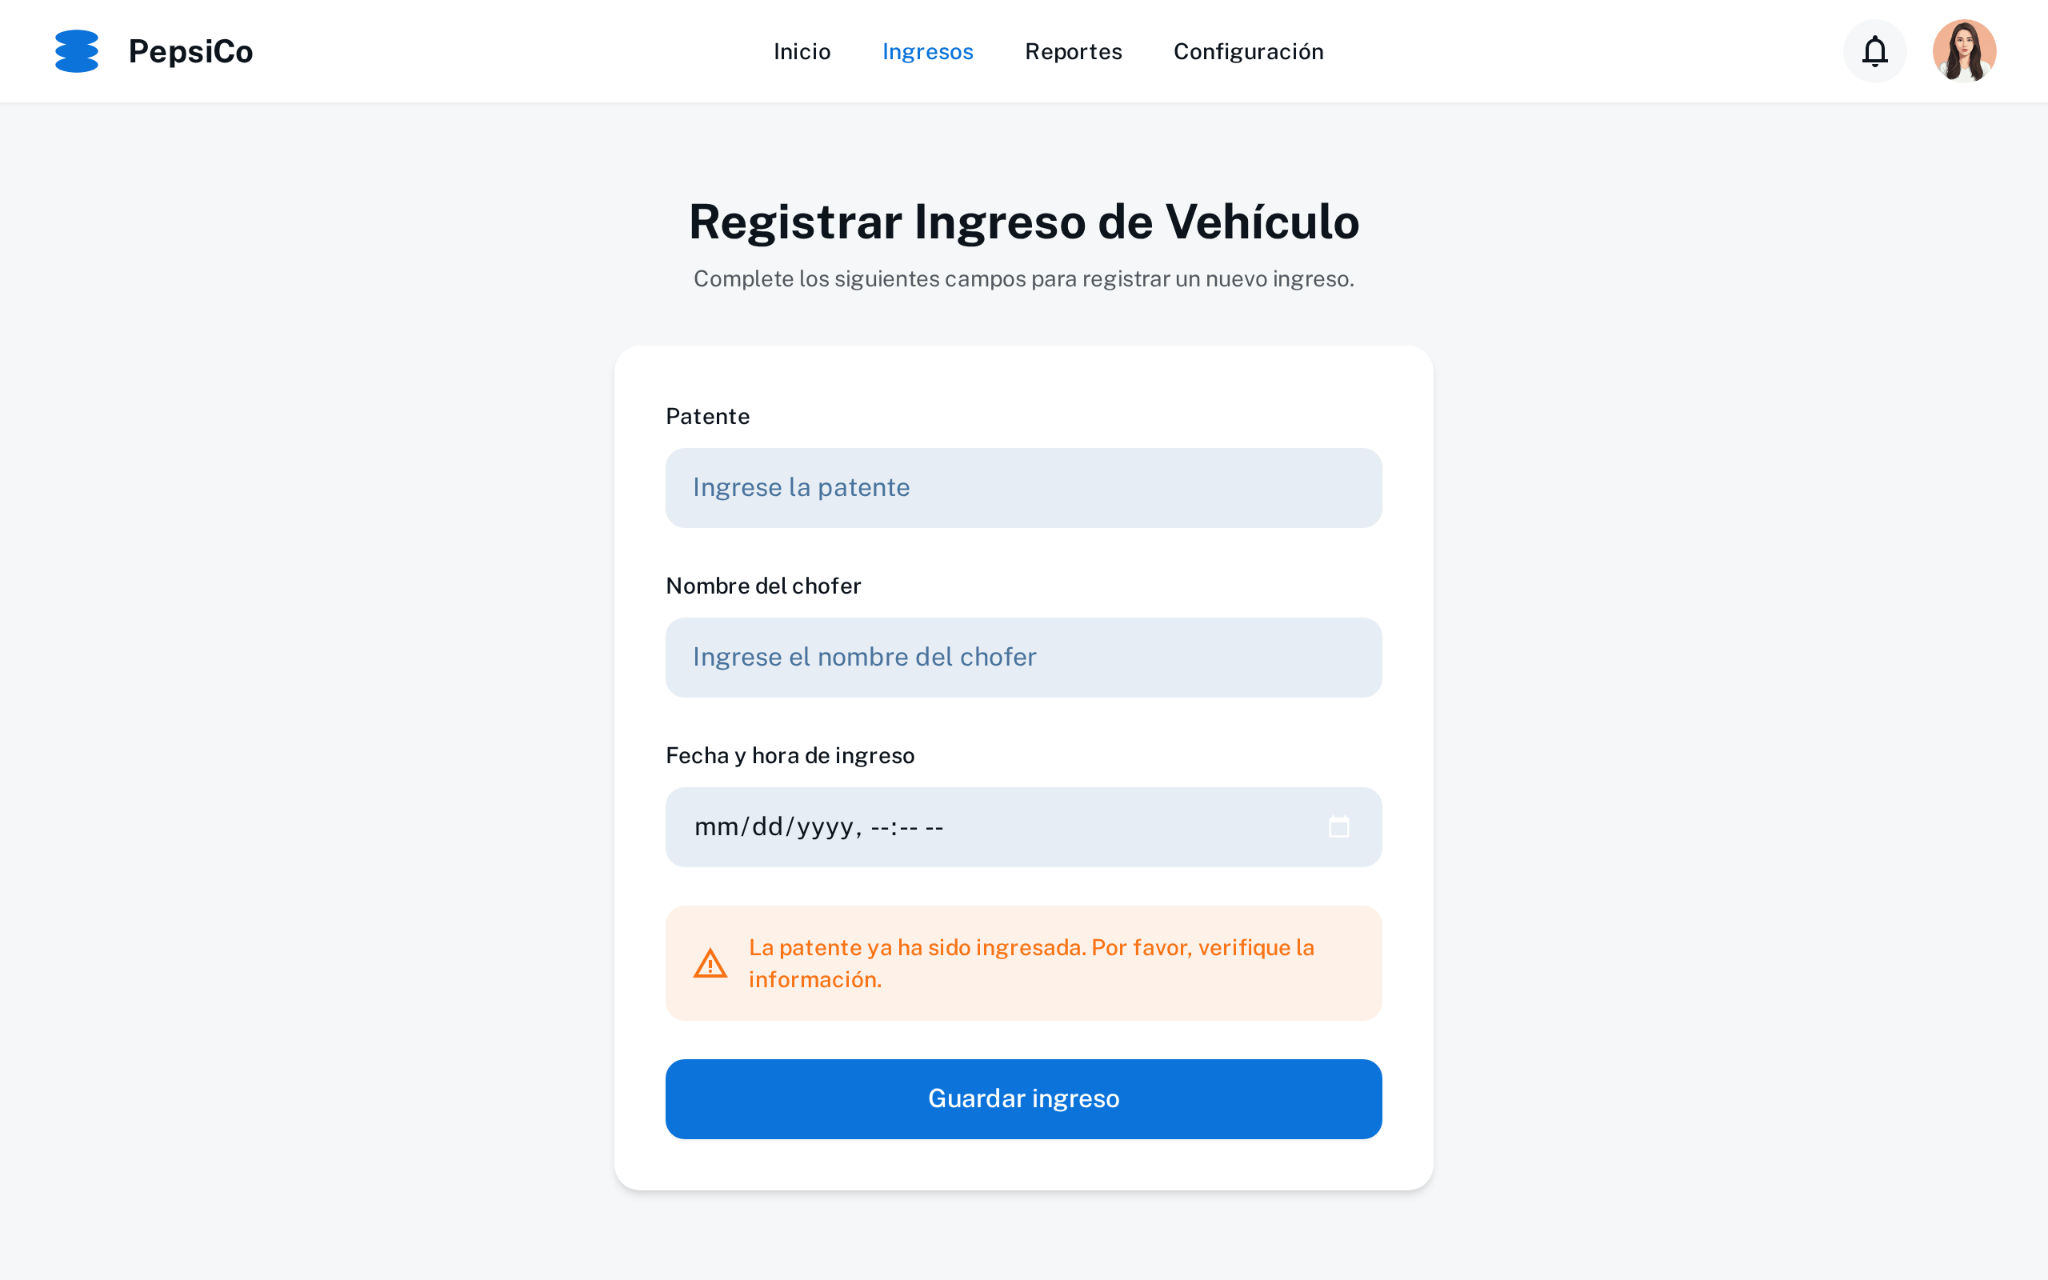 PepsiCo
Inicio
Ingresos
Reportes
Configuración
Registrar Ingreso de Vehículo
Complete los siguientes campos para registrar un nuevo ingreso.
Patente
Ingrese la patente
Nombre del chofer
Ingrese el nombre del chofer
Fecha y hora de ingreso
mm/dd/yyyy, --:-- --
La patente ya ha sido ingresada. Por favor, verifique la
información.
Guardar ingreso